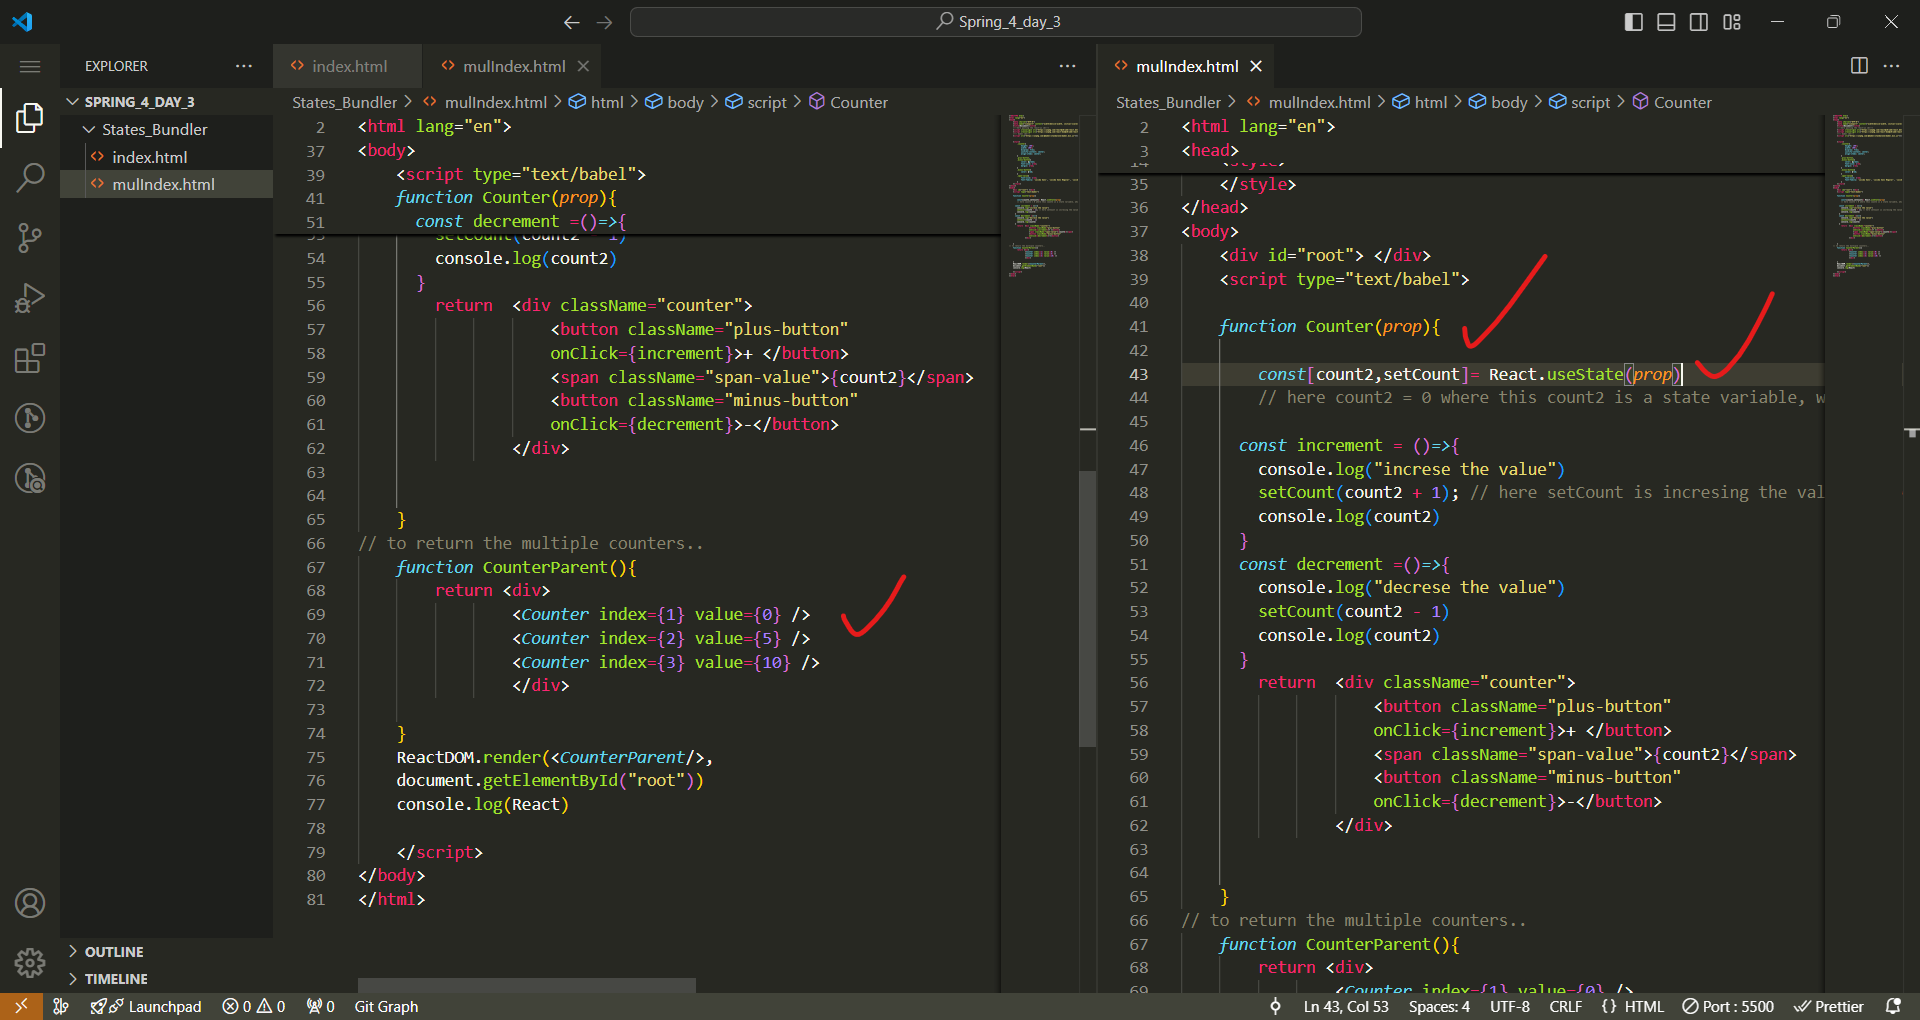 Spring_4_day_3
EXPLORER
index.html
mulIndex.html
mulIndex.html
SPRING_4_DAY_3
States_Bundler
index.html
mulIndex.html
OUTLINE
TIMELINE
States_Bundler > mulIndex.html > html > body > script > Counter
2 <html lang="en">
37 <body>
39 <script type="text/babel">
41 function Counter(prop){
51 const decrement =()=>{
53 setCount(count2 - 1)
54 console.log(count2)
55 }
56 return <div className="counter">
57 <button className="plus-button"
58 onClick={increment}>+ </button>
59 <span className="span-value">{count2}</span>
60 <button className="minus-button"
61 onClick={decrement}>-</button>
62 </div>
63
64
65 }
66 // to return the multiple counters..
67 function CounterParent(){
68 return <div>
69 <Counter index={1} value={0} />
70 <Counter index={2} value={5} />
71 <Counter index={3} value={10} />
72 </div>
73
74 }
75 ReactDOM.render(<CounterParent/>,
76 document.getElementById("root"))
77 console.log(React)
78
79 </script>
80 </body>
81 </html>
States_Bundler > mulIndex.html > html > body > script > Counter
2 <html lang="en">
3 <head>
14 <style>
35 </style>
36 </head>
37 <body>
38 <div id="root"> </div>
39 <script type="text/babel">
40
41 function Counter(prop){
42
43 const[count2,setCount]= React.useState(prop)
44 // here count2 = 0 where this count2 is a state variable, w
45
46 const increment = ()=>{
47 console.log("increse the value")
48 setCount(count2 + 1); // here setCount is incresing the val
49 console.log(count2)
50 }
51 const decrement =()=>{
52 console.log("decrese the value")
53 setCount(count2 - 1)
54 console.log(count2)
55 }
56 return <div className="counter">
57 <button className="plus-button"
58 onClick={increment}>+ </button>
59 <span className="span-value">{count2}</span>
60 <button className="minus-button"
61 onClick={decrement}>-</button>
62 </div>
63
64
65 }
66 // to return the multiple counters..
67 function CounterParent(){
68 return <div>
69 <Counter index={1} value={0} />
Launchpad 0 0 0 Git Graph Ln 43, Col 53 Spaces: 4 UTF-8 CRLF {} HTML Port : 5500 Prettier